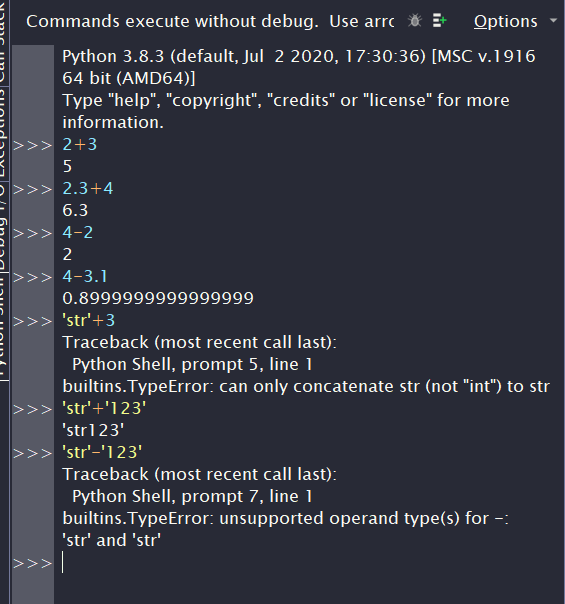 Commands execute without debug. Use arrc
Options
Python 3.8.3 (default, Jul 2 2020, 17:30:36) [MSC v.1916
64 bit (AMD64)]
Type "help", "copyright", "credits" or "license" for more
information.
>>> 2+3
5
>>> 2.3+4
6.3
>>> 4-2
2
>>> 4-3.1
0.8999999999999999
>>> 'str'+3
Traceback (most recent call last):
Python Shell, prompt 5, line 1
builtins.TypeError: can only concatenate str (not "int") to str
>>> 'str'+'123'
'str123'
>>> 'str'-'123'
Traceback (most recent call last):
Python Shell, prompt 7, line 1
builtins.TypeError: unsupported operand type(s) for -:
'str' and 'str'
>>>
Call Stack
Exceptions
Debug I/O
Python Shell